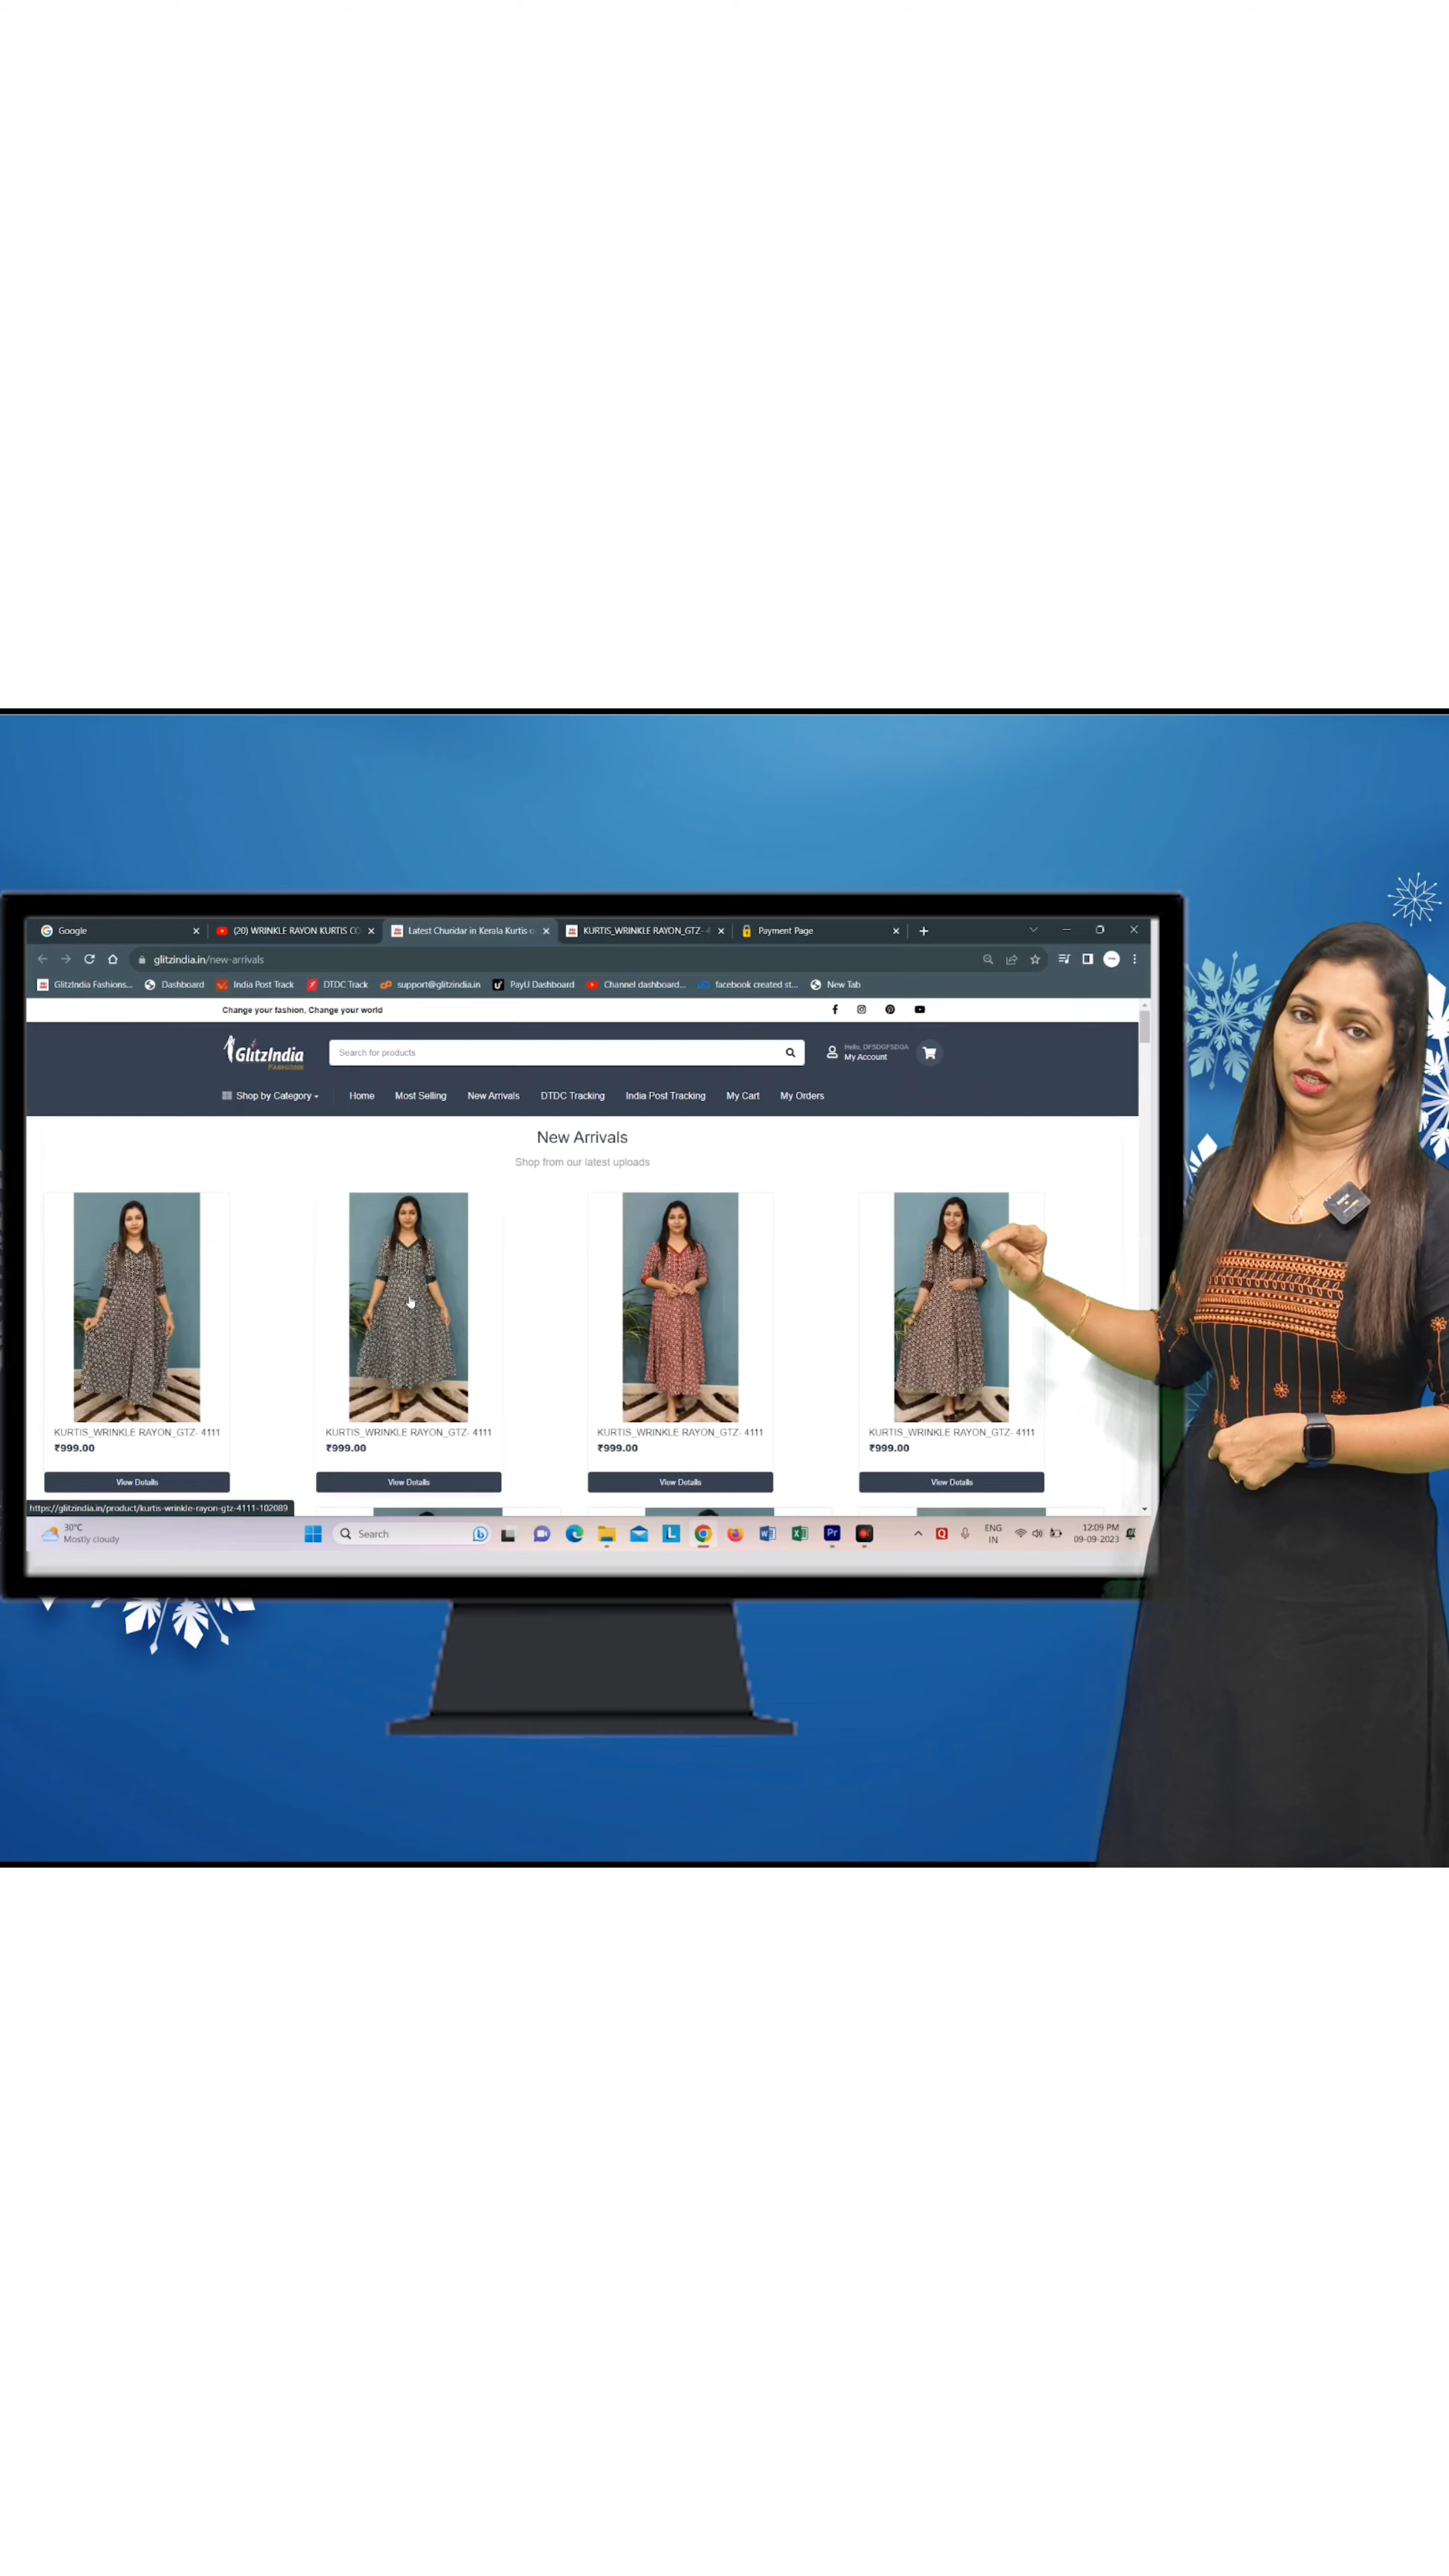 Google
(20) WRINKLE RAYON KURTIS CO
Latest Churidar in Kerala Kurtis o
KURTIS_WRINKLE RAYON_GTZ- 4
Payment Page
glitzindia.in/new-arrivals
GlitzIndia Fashions...
Dashboard
India Post Track
DTDC Track
support@glitzindia.in
PayU Dashboard
Channel dashboard...
facebook created st...
New Tab
Change your fashion, Change your world
GlitzIndia
FASHIONS
Search for products
Hello, DFSDGFSDGA
My Account
Shop by Category
Home
Most Selling
New Arrivals
DTDC Tracking
India Post Tracking
My Cart
My Orders
New Arrivals
Shop from our latest uploads
KURTIS_WRINKLE RAYON_GTZ- 4111
₹999.00
View Details
KURTIS_WRINKLE RAYON_GTZ- 4111
₹999.00
View Details
KURTIS_WRINKLE RAYON_GTZ- 4111
₹999.00
View Details
KURTIS_WRINKLE RAYON_GTZ- 4111
₹999.00
View Details
https://glitzindia.in/product/kurtis-wrinkle-rayon-gtz-4111-102089
30°C
Mostly cloudy
Search
ENG
IN
12:09 PM
09-09-2023